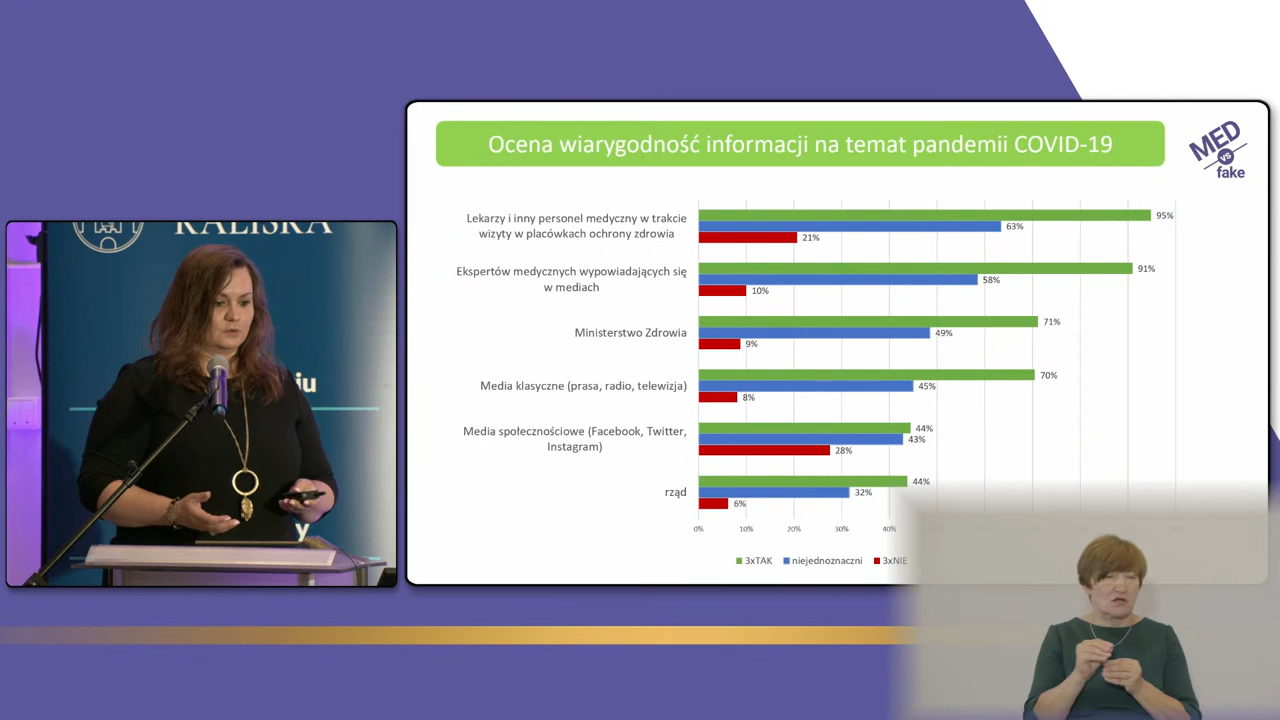 KALISKA
iu
y
Ocena wiarygodność informacji na temat pandemii COVID-19
MED
vs
fake
Lekarzy i inny personel medyczny w trakcie
wizyty w placówkach ochrony zdrowia
95%
63%
21%
Ekspertów medycznych wypowiadających się
w mediach
91%
58%
10%
Ministerstwo Zdrowia
71%
49%
9%
Media klasyczne (prasa, radio, telewizja)
70%
45%
8%
Media społecznościowe (Facebook, Twitter,
Instagram)
44%
43%
28%
rząd
44%
32%
6%
0% 10% 20% 30% 40%
3xTAK niejednoznaczni 3xNIE